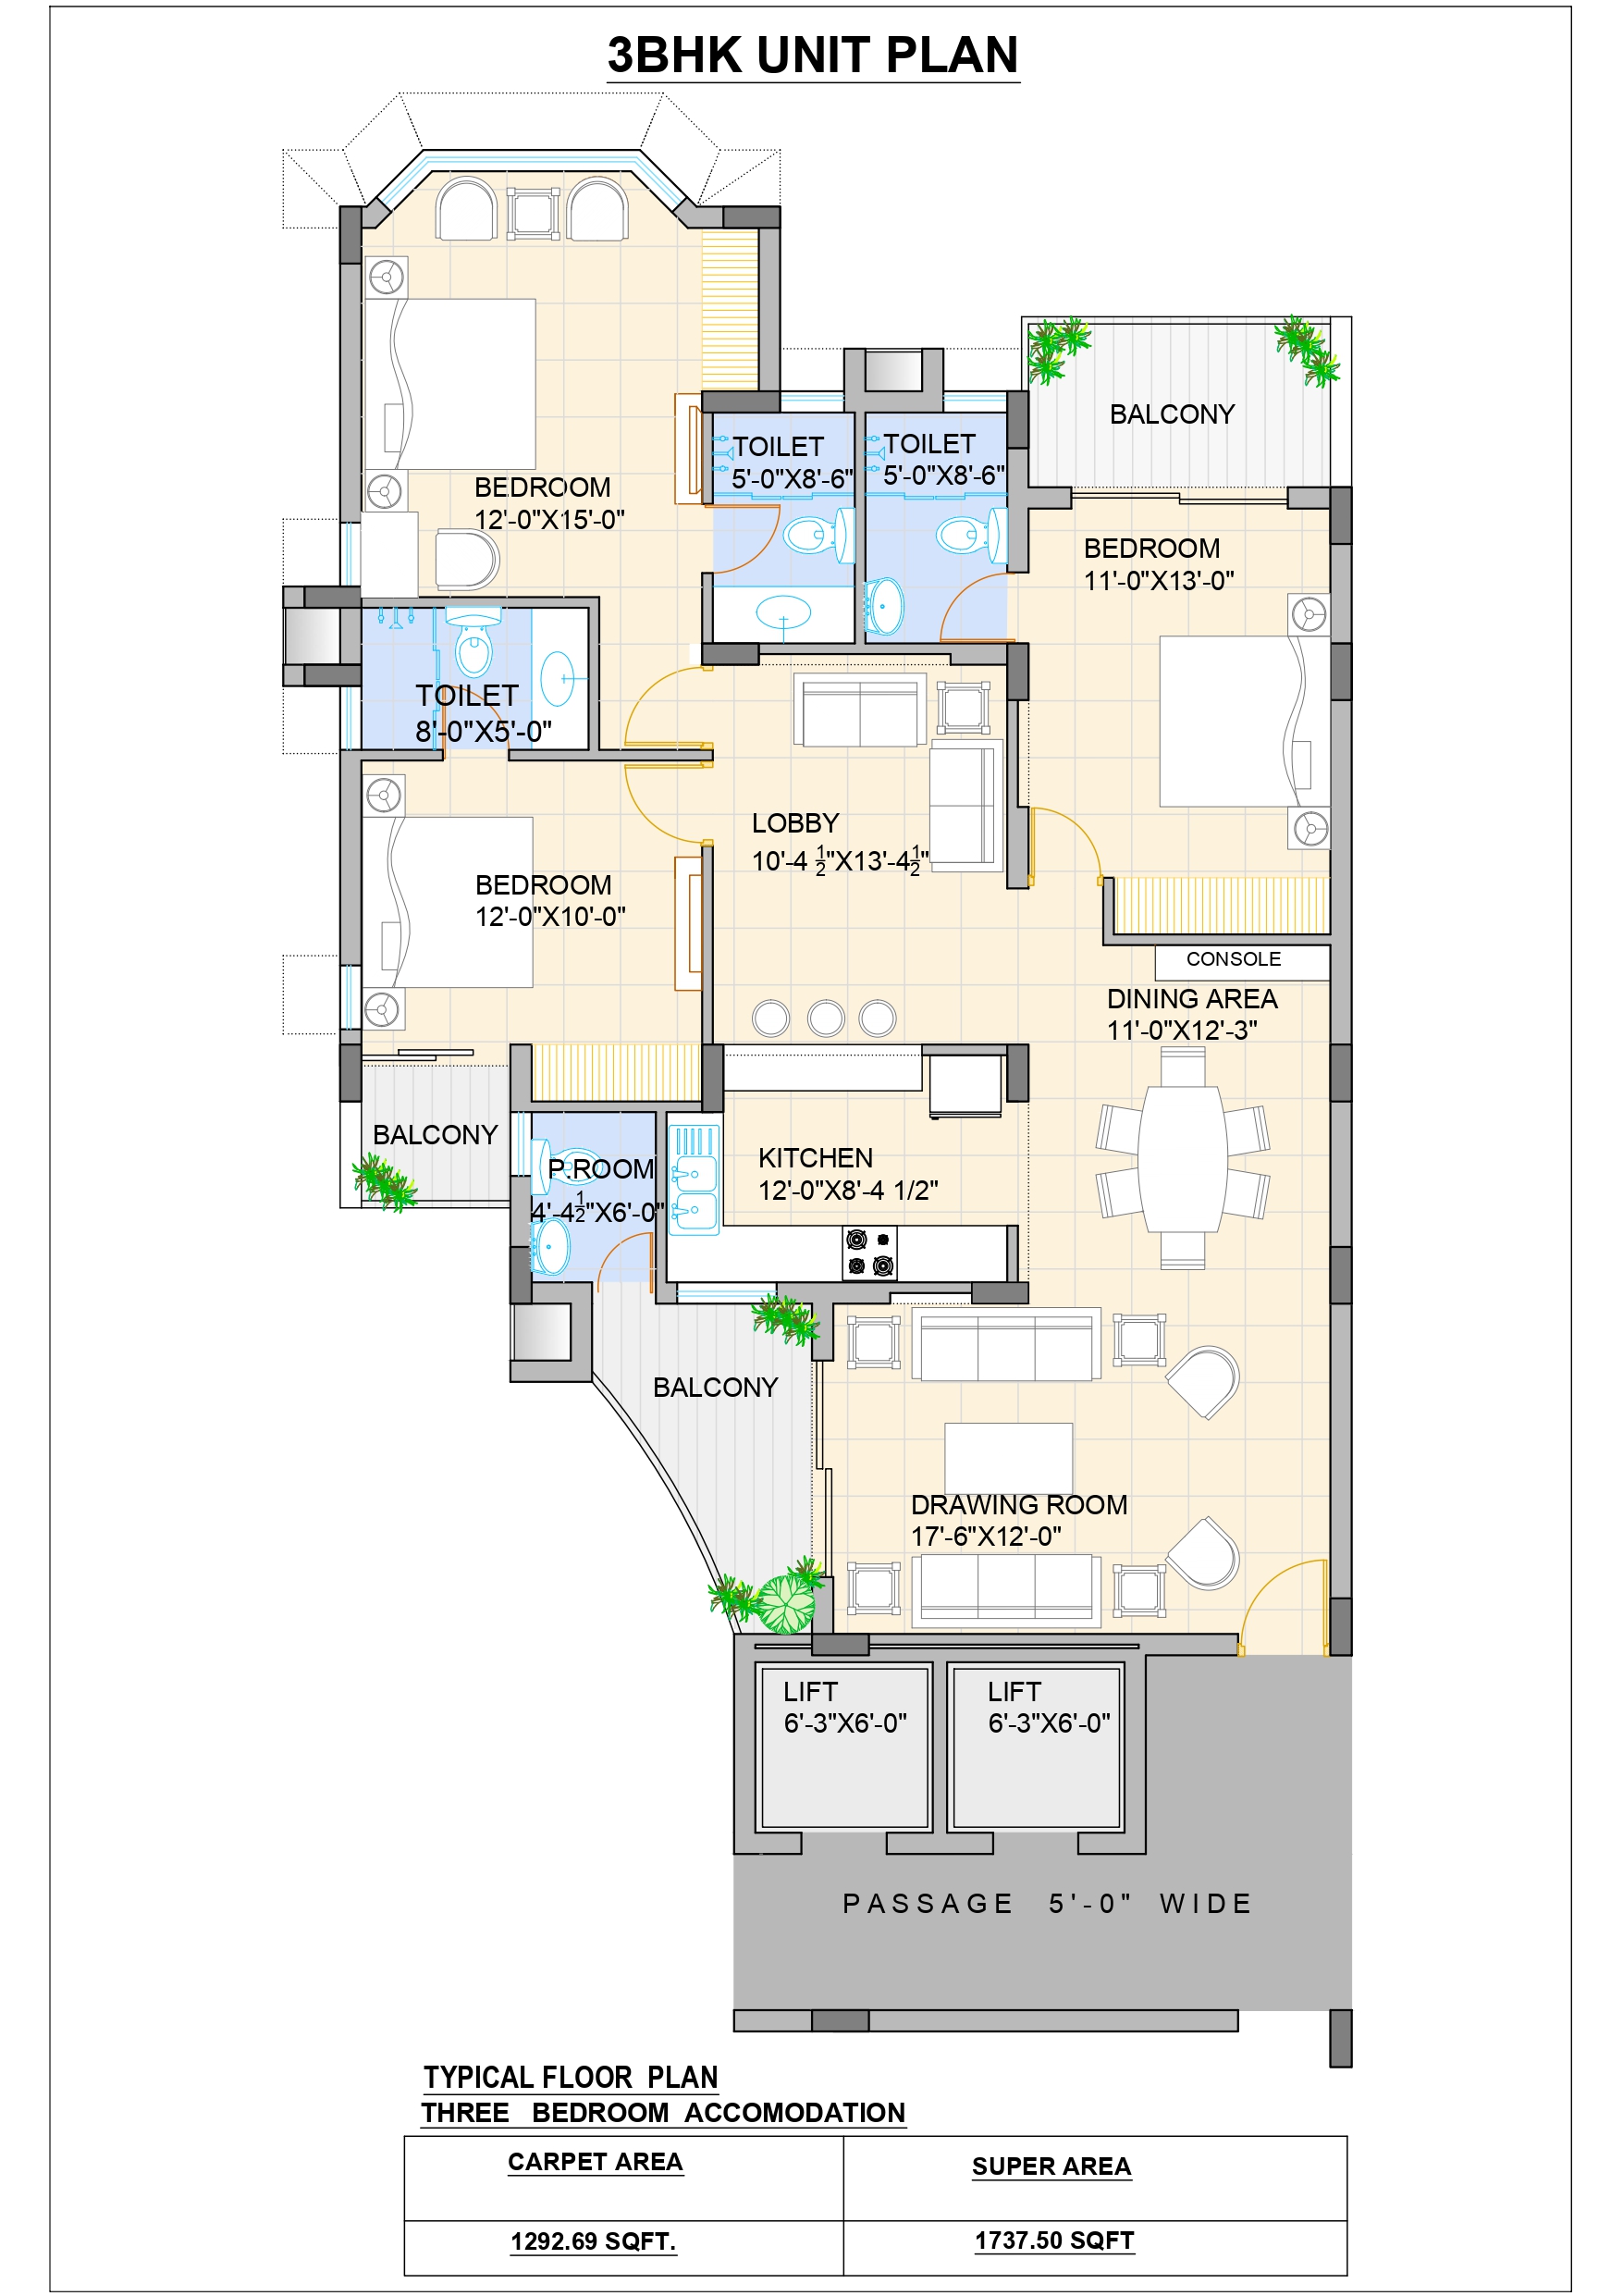 3BHK UNIT PLAN
BALCONY
TOILET
5'-0"X8'-6"
TOILET
5'-0"X8'-6"
BEDROOM
12'-0"X15'-0"
BEDROOM
11'-0"X13'-0"
TOILET
8'-0"X5'-0"
LOBBY
10'-4 1/2"X13'-4 1/2"
BEDROOM
12'-0"X10'-0"
CONSOLE
DINING AREA
11'-0"X12'-3"
BALCONY
P.ROOM
4'-4 1/2"X6'-0"
KITCHEN
12'-0"X8'-4 1/2"
BALCONY
DRAWING ROOM
17'-6"X12'-0"
LIFT
6'-3"X6'-0"
LIFT
6'-3"X6'-0"
PASSAGE 5'-0" WIDE
TYPICAL FLOOR PLAN
THREE BEDROOM ACCOMODATION
CARPET AREA
SUPER AREA
1292.69 SQFT.
1737.50 SQFT